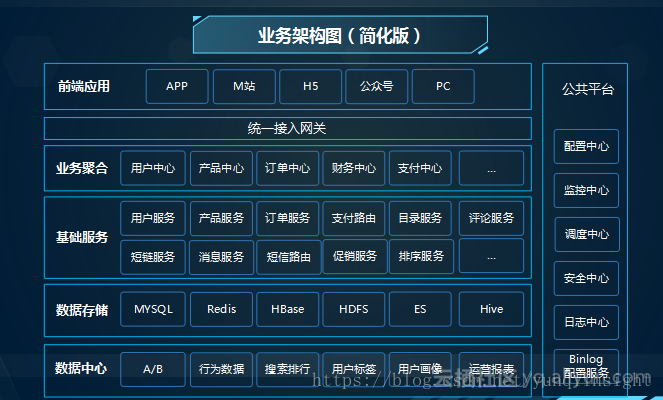 业务架构图（简化版）
前端应用
APP
M站
H5
公众号
PC
统一接入网关
业务聚合
用户中心
产品中心
订单中心
财务中心
支付中心
...
基础服务
用户服务
产品服务
订单服务
支付路由
目录服务
评论服务
短链服务
消息服务
短信路由
促销服务
排序服务
...
数据存储
MYSQL
Redis
HBase
HDFS
ES
Hive
数据中心
A/B
行为数据
搜索排行
用户标签
用户画像
运营报表
公共平台
配置中心
监控中心
调度中心
安全中心
日志中心
Binlog
配置服务